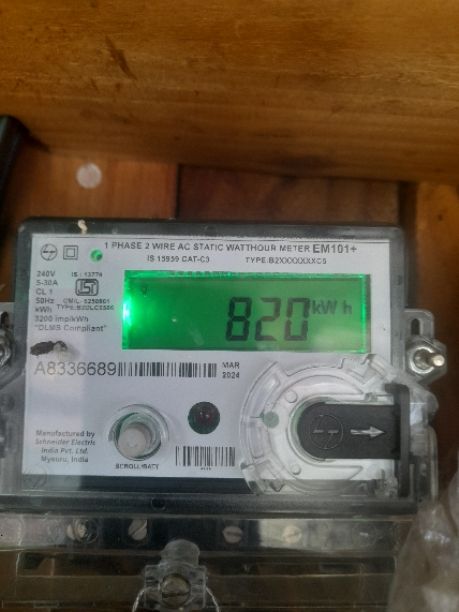 1 PHASE 2 WIRE AC STATIC WATTHOUR METER EM101+
IS 15959 CAT-C3 TYPE:B2XXXXXXXC5
240V IS : 13779
5-30A
CL 1
50Hz CM/L- 5250801
kWh
3200 imp/kWh
"DLMS Compliant"
820 kWh
A8336689
MAR
2024
Manufactured by
Schneider Electric
India Pvt. Ltd.
Mysuru, India
SCROLL/BATT